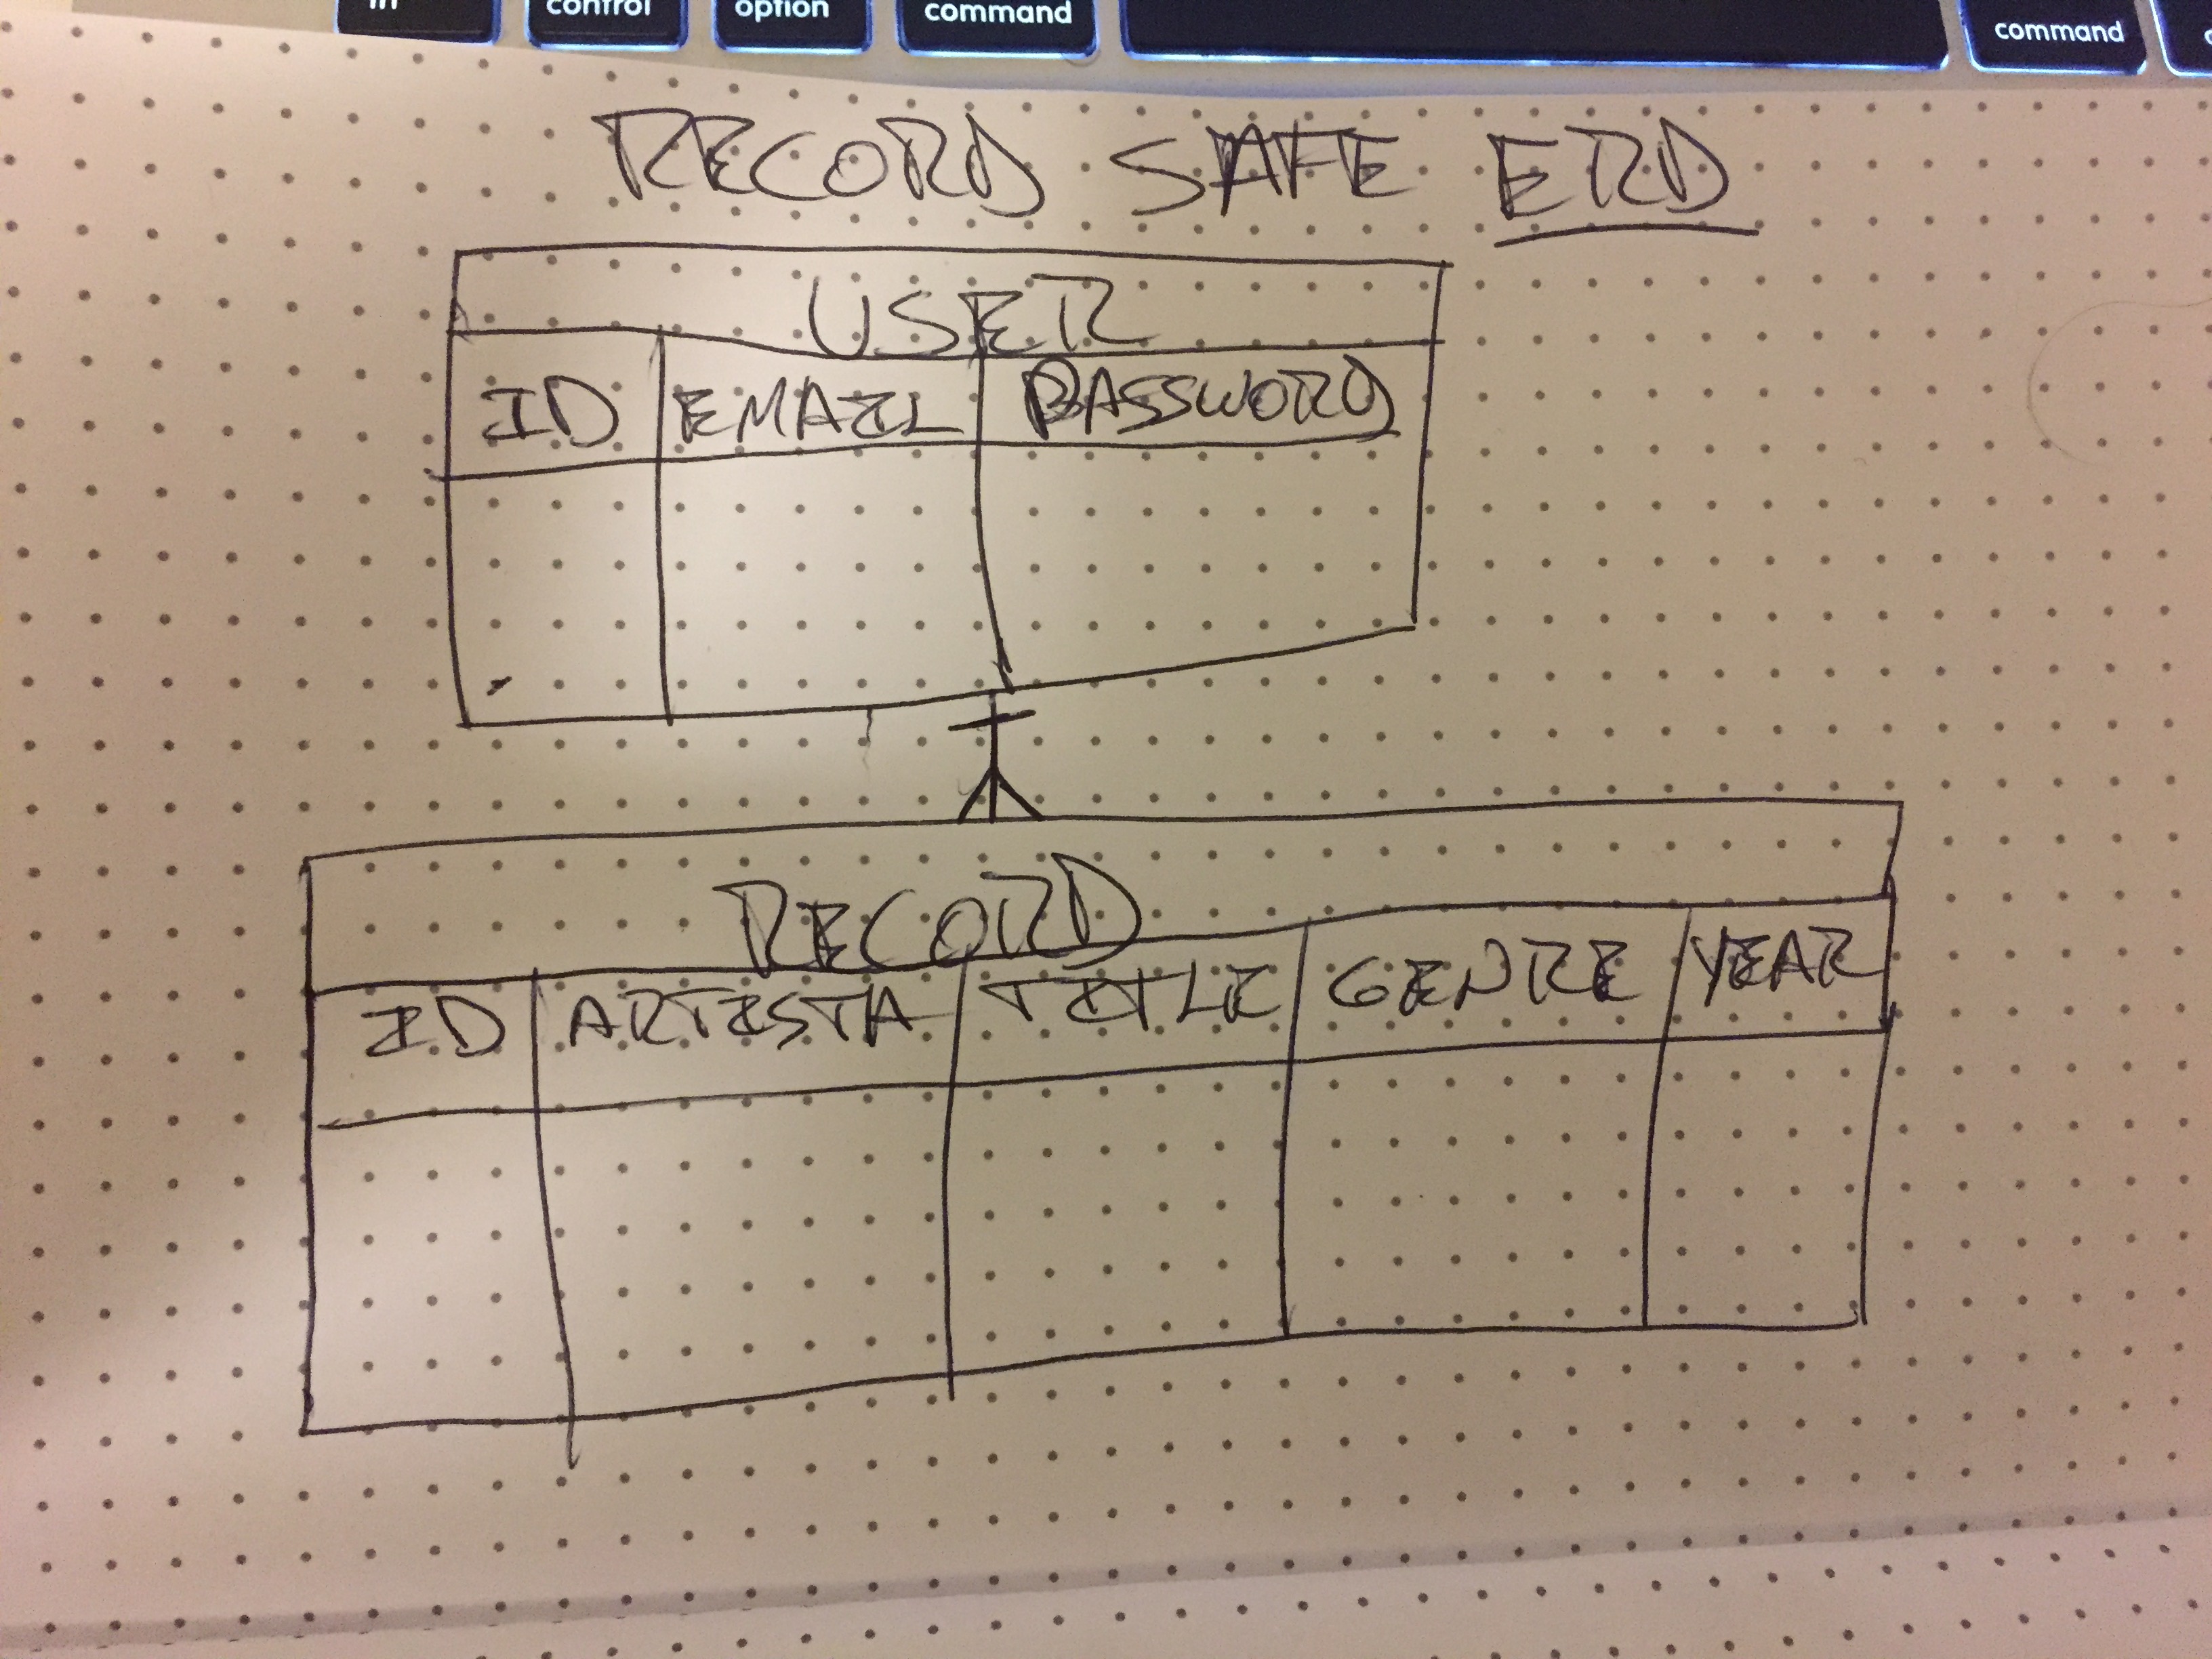 control option command command
RECORD SAFE ERD
USER
ID EMAIL PASSWORD
RECORD
ID ARTIST TITLE GENRE YEAR